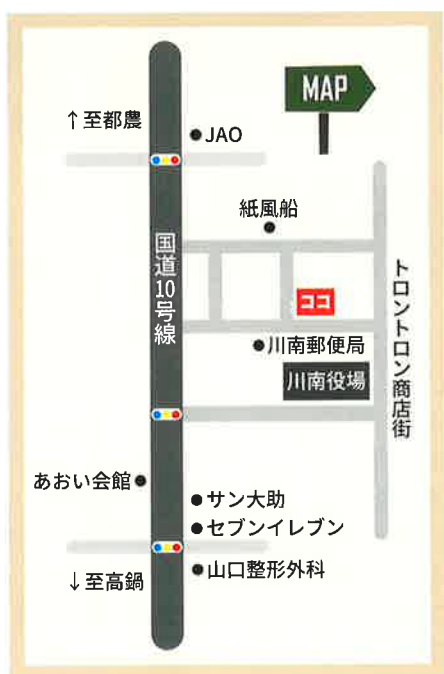 MAP
↑至都農
JAO
紙風船
国道10号線
ココ
トロントロン商店街
川南郵便局
川南役場
あおい会館
サン大助
セブンイレブン
↓至高鍋
山口整形外科